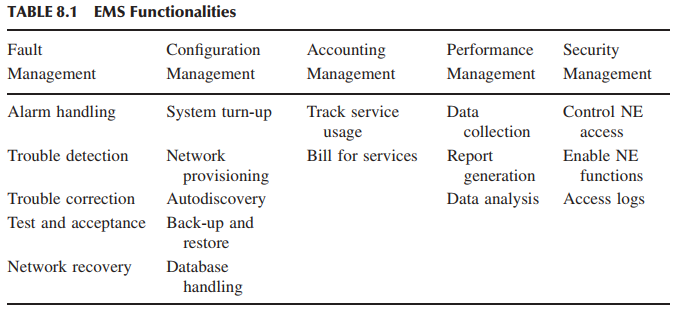 TABLE 8.1 EMS Functionalities
Fault Configuration Accounting Performance Security
Management Management Management Management Management
Alarm handling System turn-up Track service Data Control NE
usage collection access
Trouble detection Network Bill for services Report Enable NE
provisioning generation functions
Trouble correction Autodiscovery Data analysis Access logs
Test and acceptance Back-up and
restore
Network recovery Database
handling